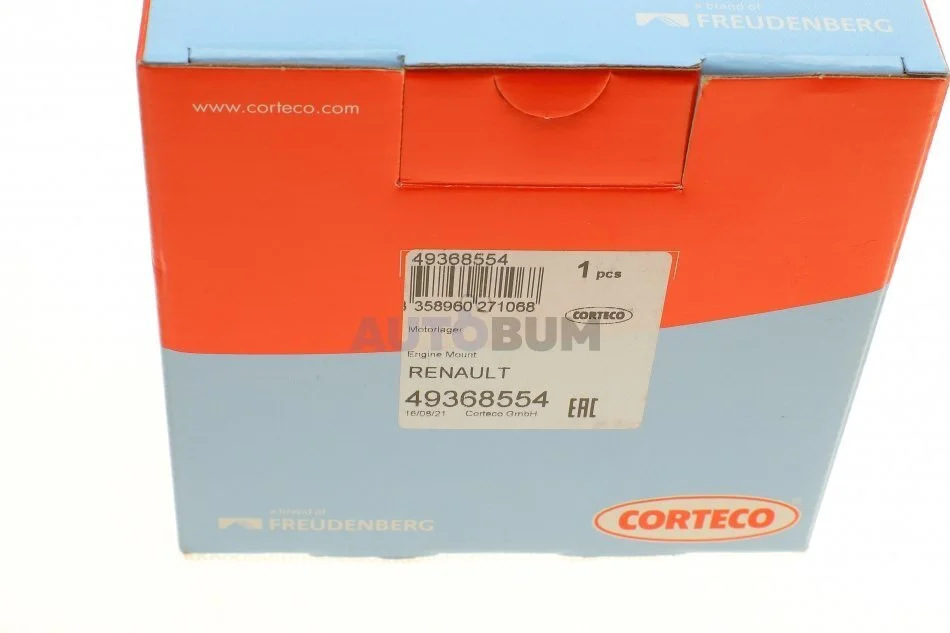 a brand of
FREUDENBERG
www.corteco.com
49368554
1 pcs
358960 271068
CORTECO
AUTOBUM
Motorlager
Engine Mount
RENAULT
49368554
EAC
16/08/21 Corteco GmbH
a brand of
FREUDENBERG
CORTECO